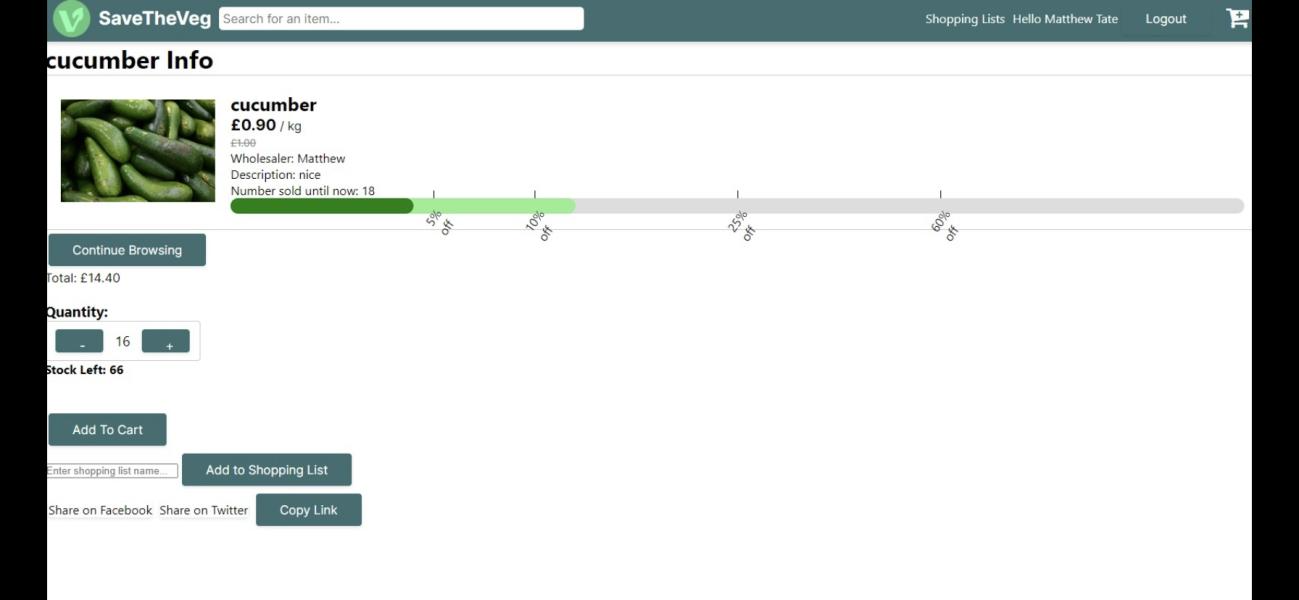 SaveTheVeg Search for an item... Shopping Lists Hello Matthew Tate Logout
cucumber Info
cucumber
£0.90 / kg
£1.00
Wholesaler: Matthew
Description: nice
Number sold until now: 18
5% off 10% off 25% off 60% off
Continue Browsing
Total: £14.40
Quantity:
- 16 +
Stock Left: 66
Add To Cart
Enter shopping list name... Add to Shopping List
Share on Facebook Share on Twitter Copy Link